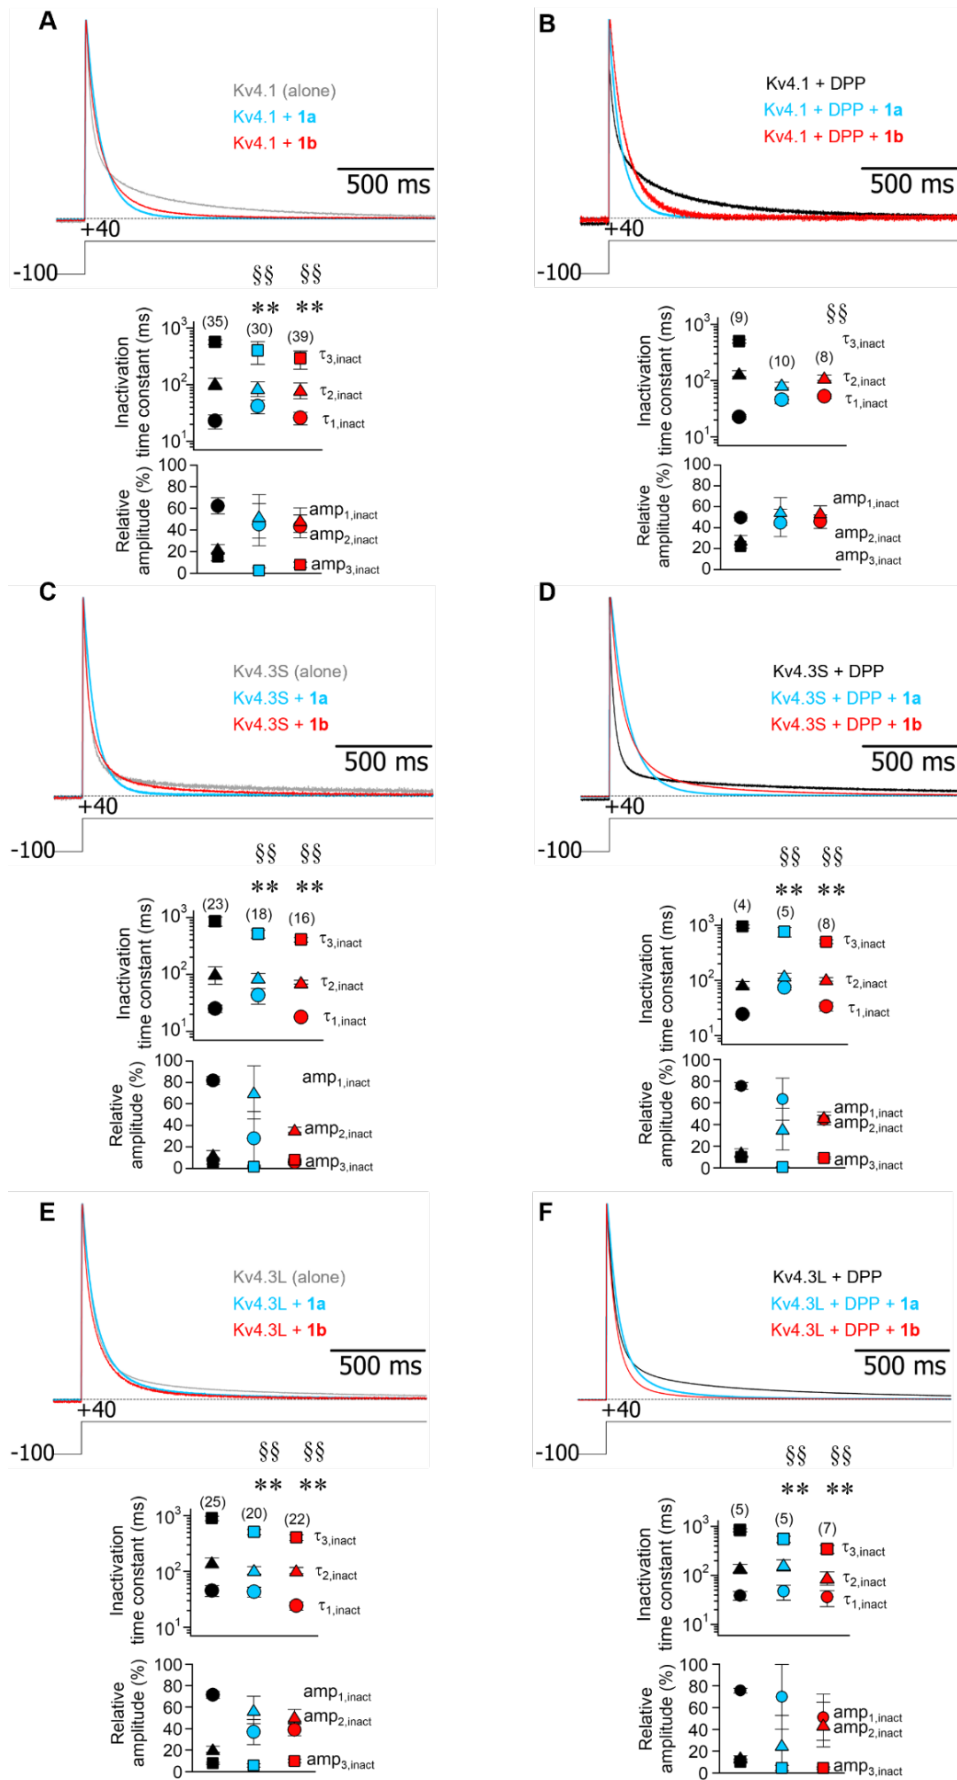 A
Kv4.1 (alone)
Kv4.1 + 1a
Kv4.1 + 1b
500 ms
+40
-100
§§ §§
** **
Inactivation
time constant (ms)
10³
10²
10¹
(35) (30) (39)
τ3,inact
τ2,inact
τ1,inact
Relative
amplitude (%)
100
80
60
40
20
0
amp1,inact
amp2,inact
amp3,inact
B
Kv4.1 + DPP
Kv4.1 + DPP + 1a
Kv4.1 + DPP + 1b
500 ms
+40
-100
§§
Inactivation
time constant (ms)
10³
10²
10¹
(9) (10) (8)
τ3,inact
τ2,inact
τ1,inact
Relative
amplitude (%)
100
80
60
40
20
0
amp1,inact
amp2,inact
amp3,inact
C
Kv4.3S (alone)
Kv4.3S + 1a
Kv4.3S + 1b
500 ms
+40
-100
§§ §§
** **
Inactivation
time constant (ms)
10³
10²
10¹
(23) (18) (16)
τ3,inact
τ2,inact
τ1,inact
Relative
amplitude (%)
100
80
60
40
20
0
amp1,inact
amp2,inact
amp3,inact
D
Kv4.3S + DPP
Kv4.3S + DPP + 1a
Kv4.3S + DPP + 1b
500 ms
+40
-100
§§ §§
** **
Inactivation
time constant (ms)
10³
10²
10¹
(4) (5) (8)
τ3,inact
τ2,inact
τ1,inact
Relative
amplitude (%)
100
80
60
40
20
0
amp1,inact
amp2,inact
amp3,inact
E
Kv4.3L (alone)
Kv4.3L + 1a
Kv4.3L + 1b
500 ms
+40
-100
§§ §§
** **
Inactivation
time constant (ms)
10³
10²
10¹
(25) (20) (22)
τ3,inact
τ2,inact
τ1,inact
Relative
amplitude (%)
100
80
60
40
20
0
amp1,inact
amp2,inact
amp3,inact
F
Kv4.3L + DPP
Kv4.3L + DPP + 1a
Kv4.3L + DPP + 1b
500 ms
+40
-100
§§ §§
** **
Inactivation
time constant (ms)
10³
10²
10¹
(5) (5) (7)
τ3,inact
τ2,inact
τ1,inact
Relative
amplitude (%)
100
80
60
40
20
0
amp1,inact
amp2,inact
amp3,inact